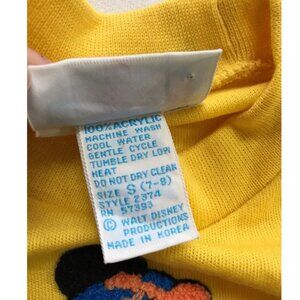 100% ACRYLIC
MACHINE WASH
COOL WATER
GENTLE CYCLE
TUMBLE DRY LOW
HEAT
DO NOT DRY CLEAN
SIZE S (7-8)
STYLE 2374
RN 57393
© WALT DISNEY
PRODUCTIONS
MADE IN KOREA